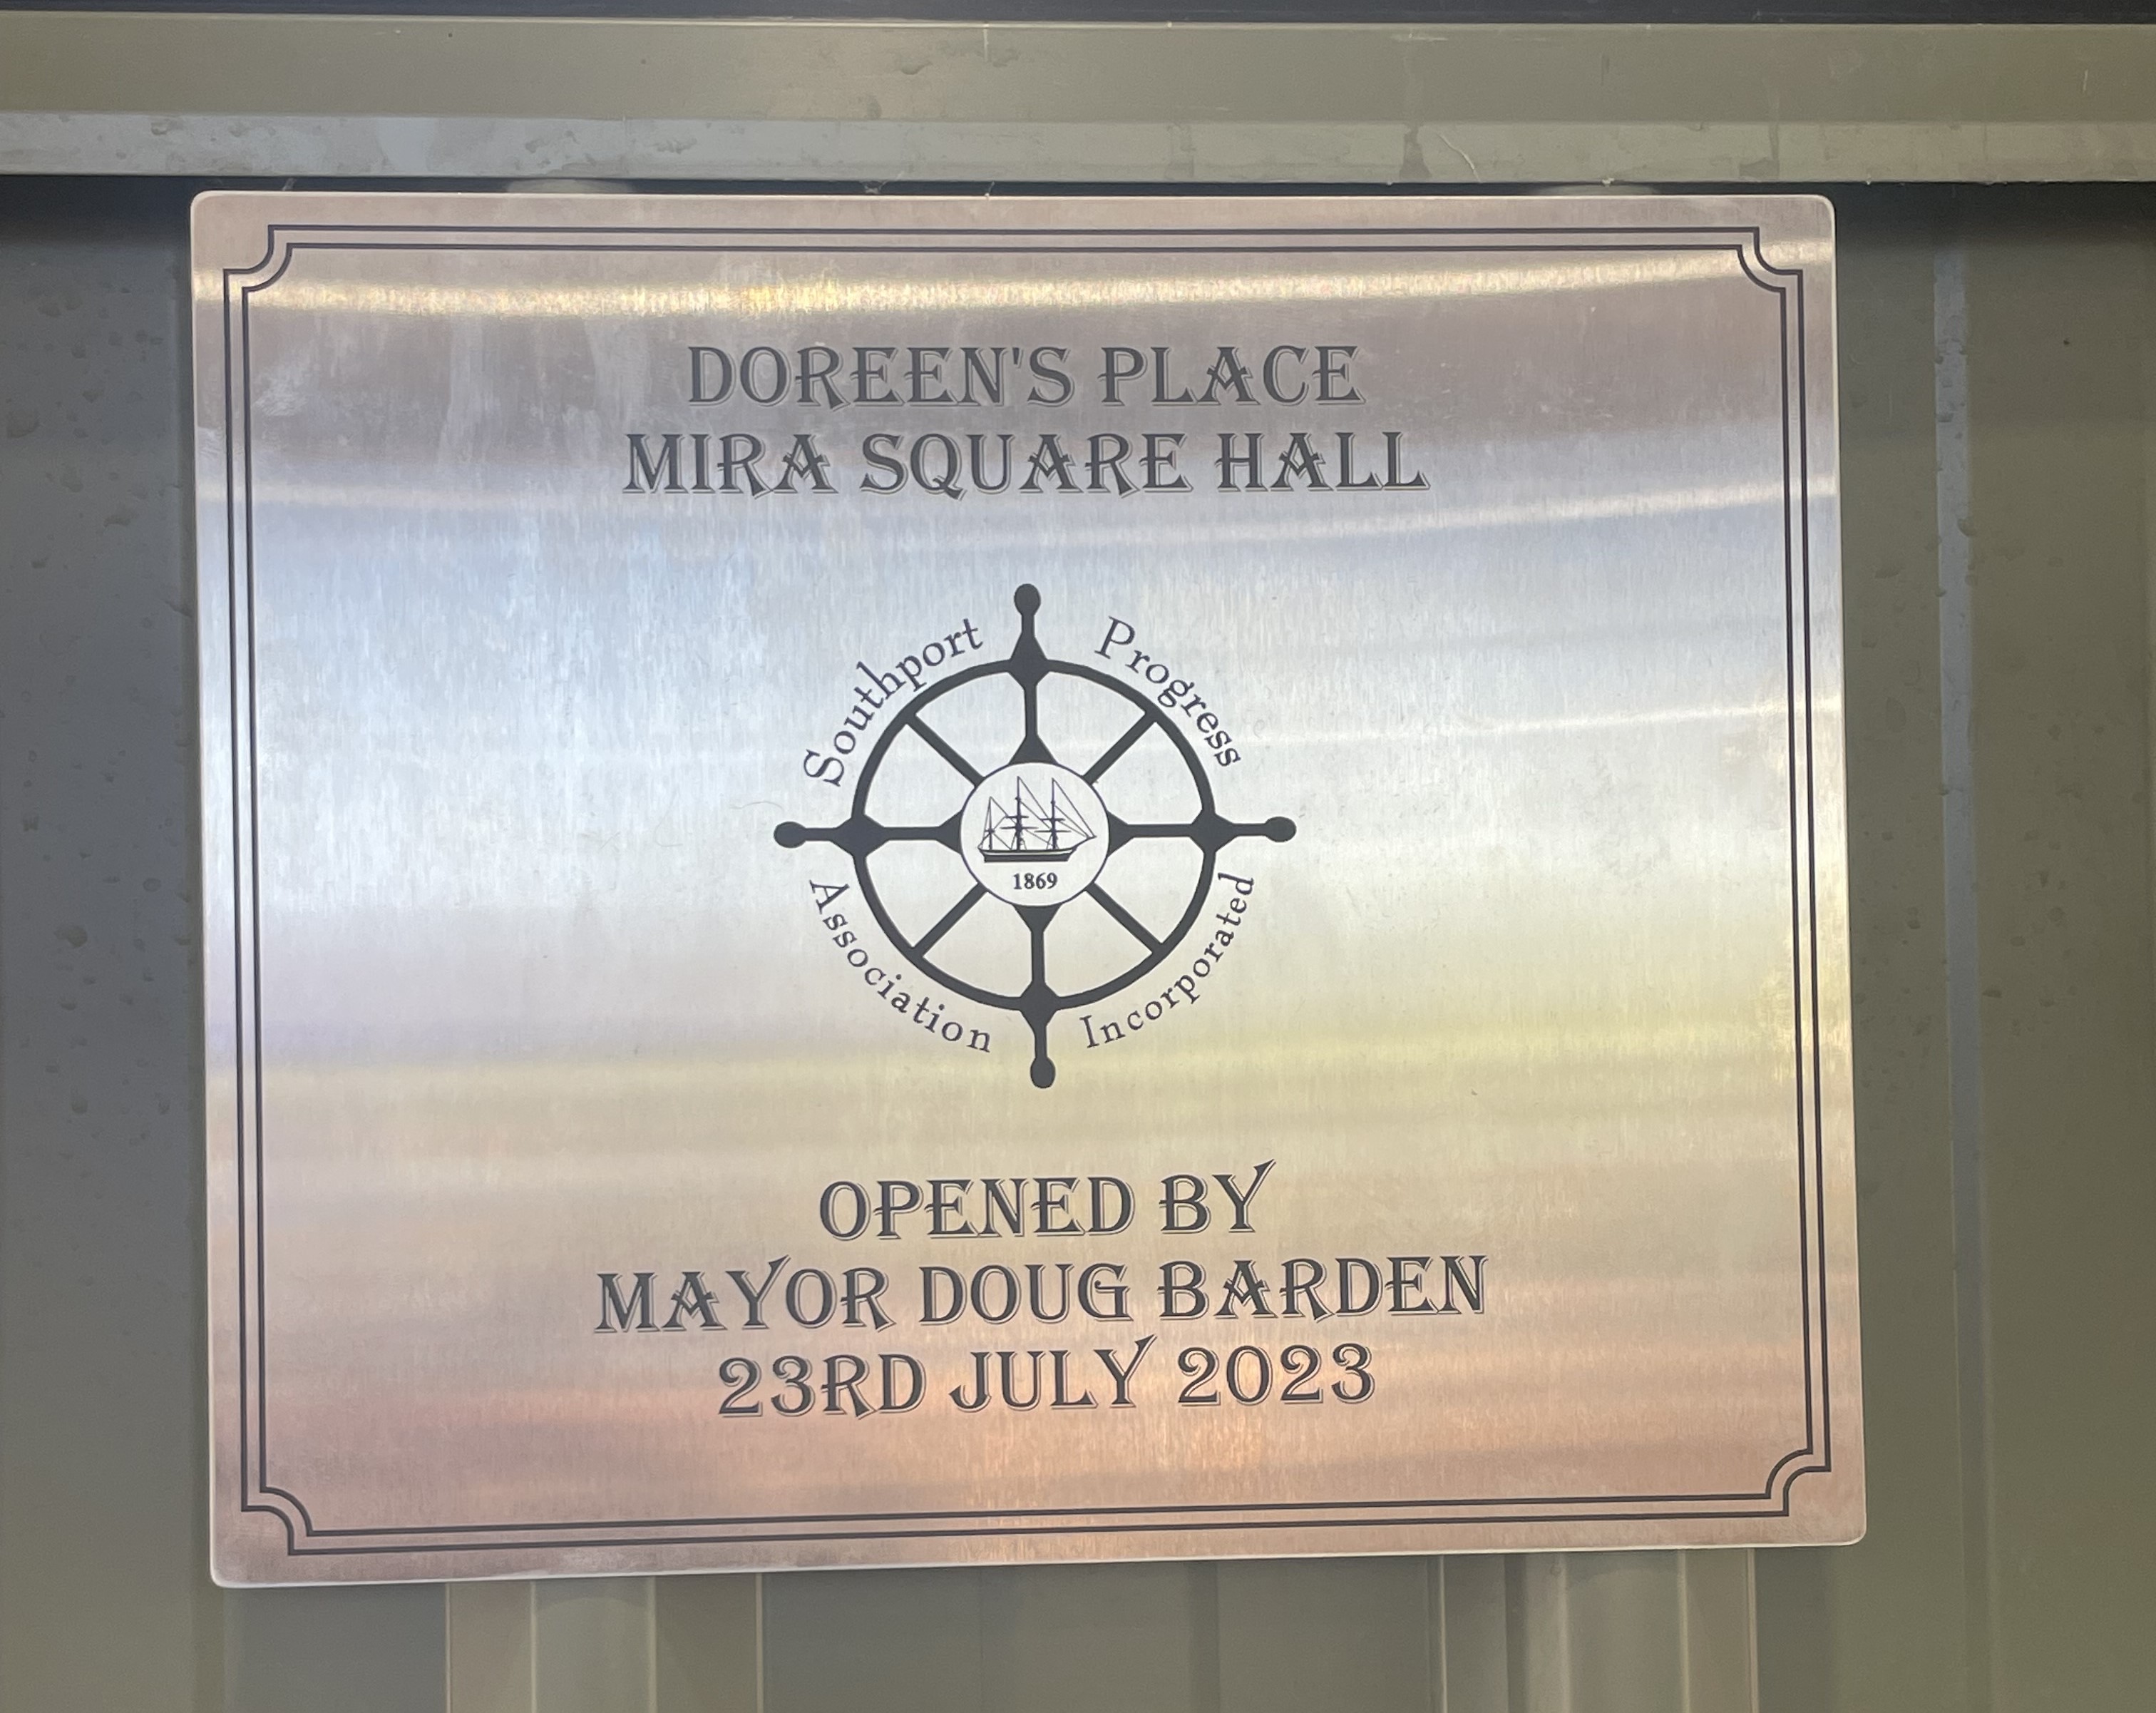 DOREEN'S PLACE
MIRA SQUARE HALL
Southport Progress
Association Incorporated
1869
OPENED BY
MAYOR DOUG BARDEN
23RD JULY 2023